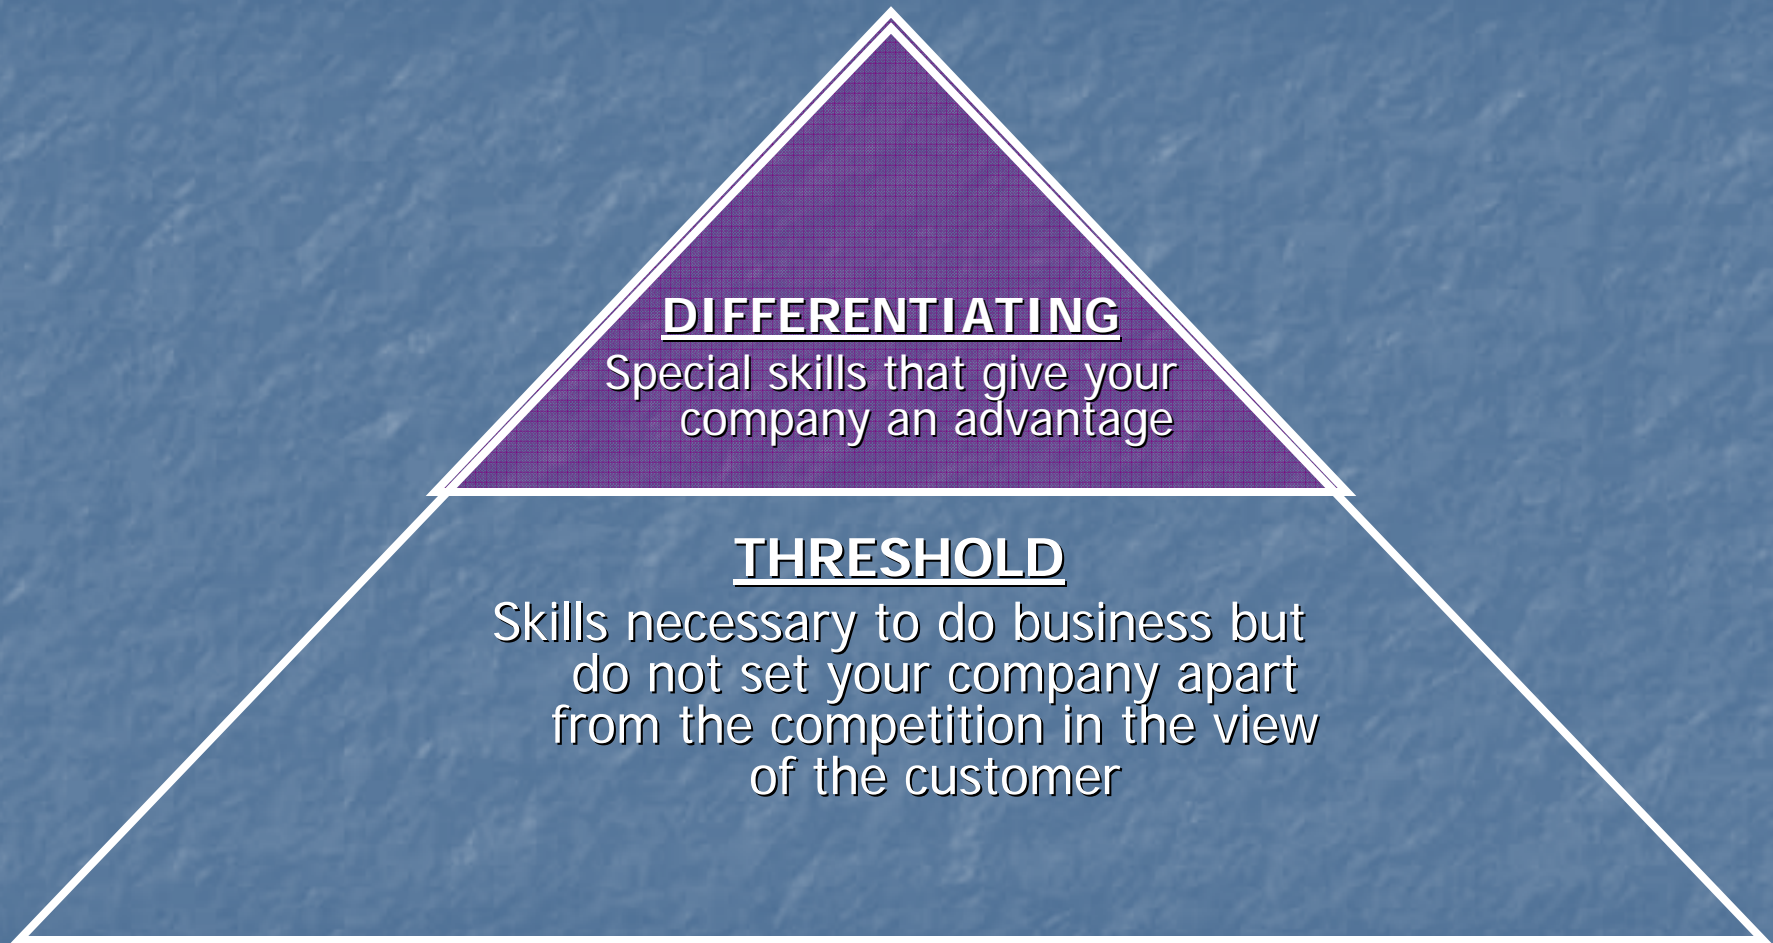 DIFFERENTIATING
Special skills that give your
company an advantage
THRESHOLD
Skills necessary to do business but
do not set your company apart
from the competition in the view
of the customer